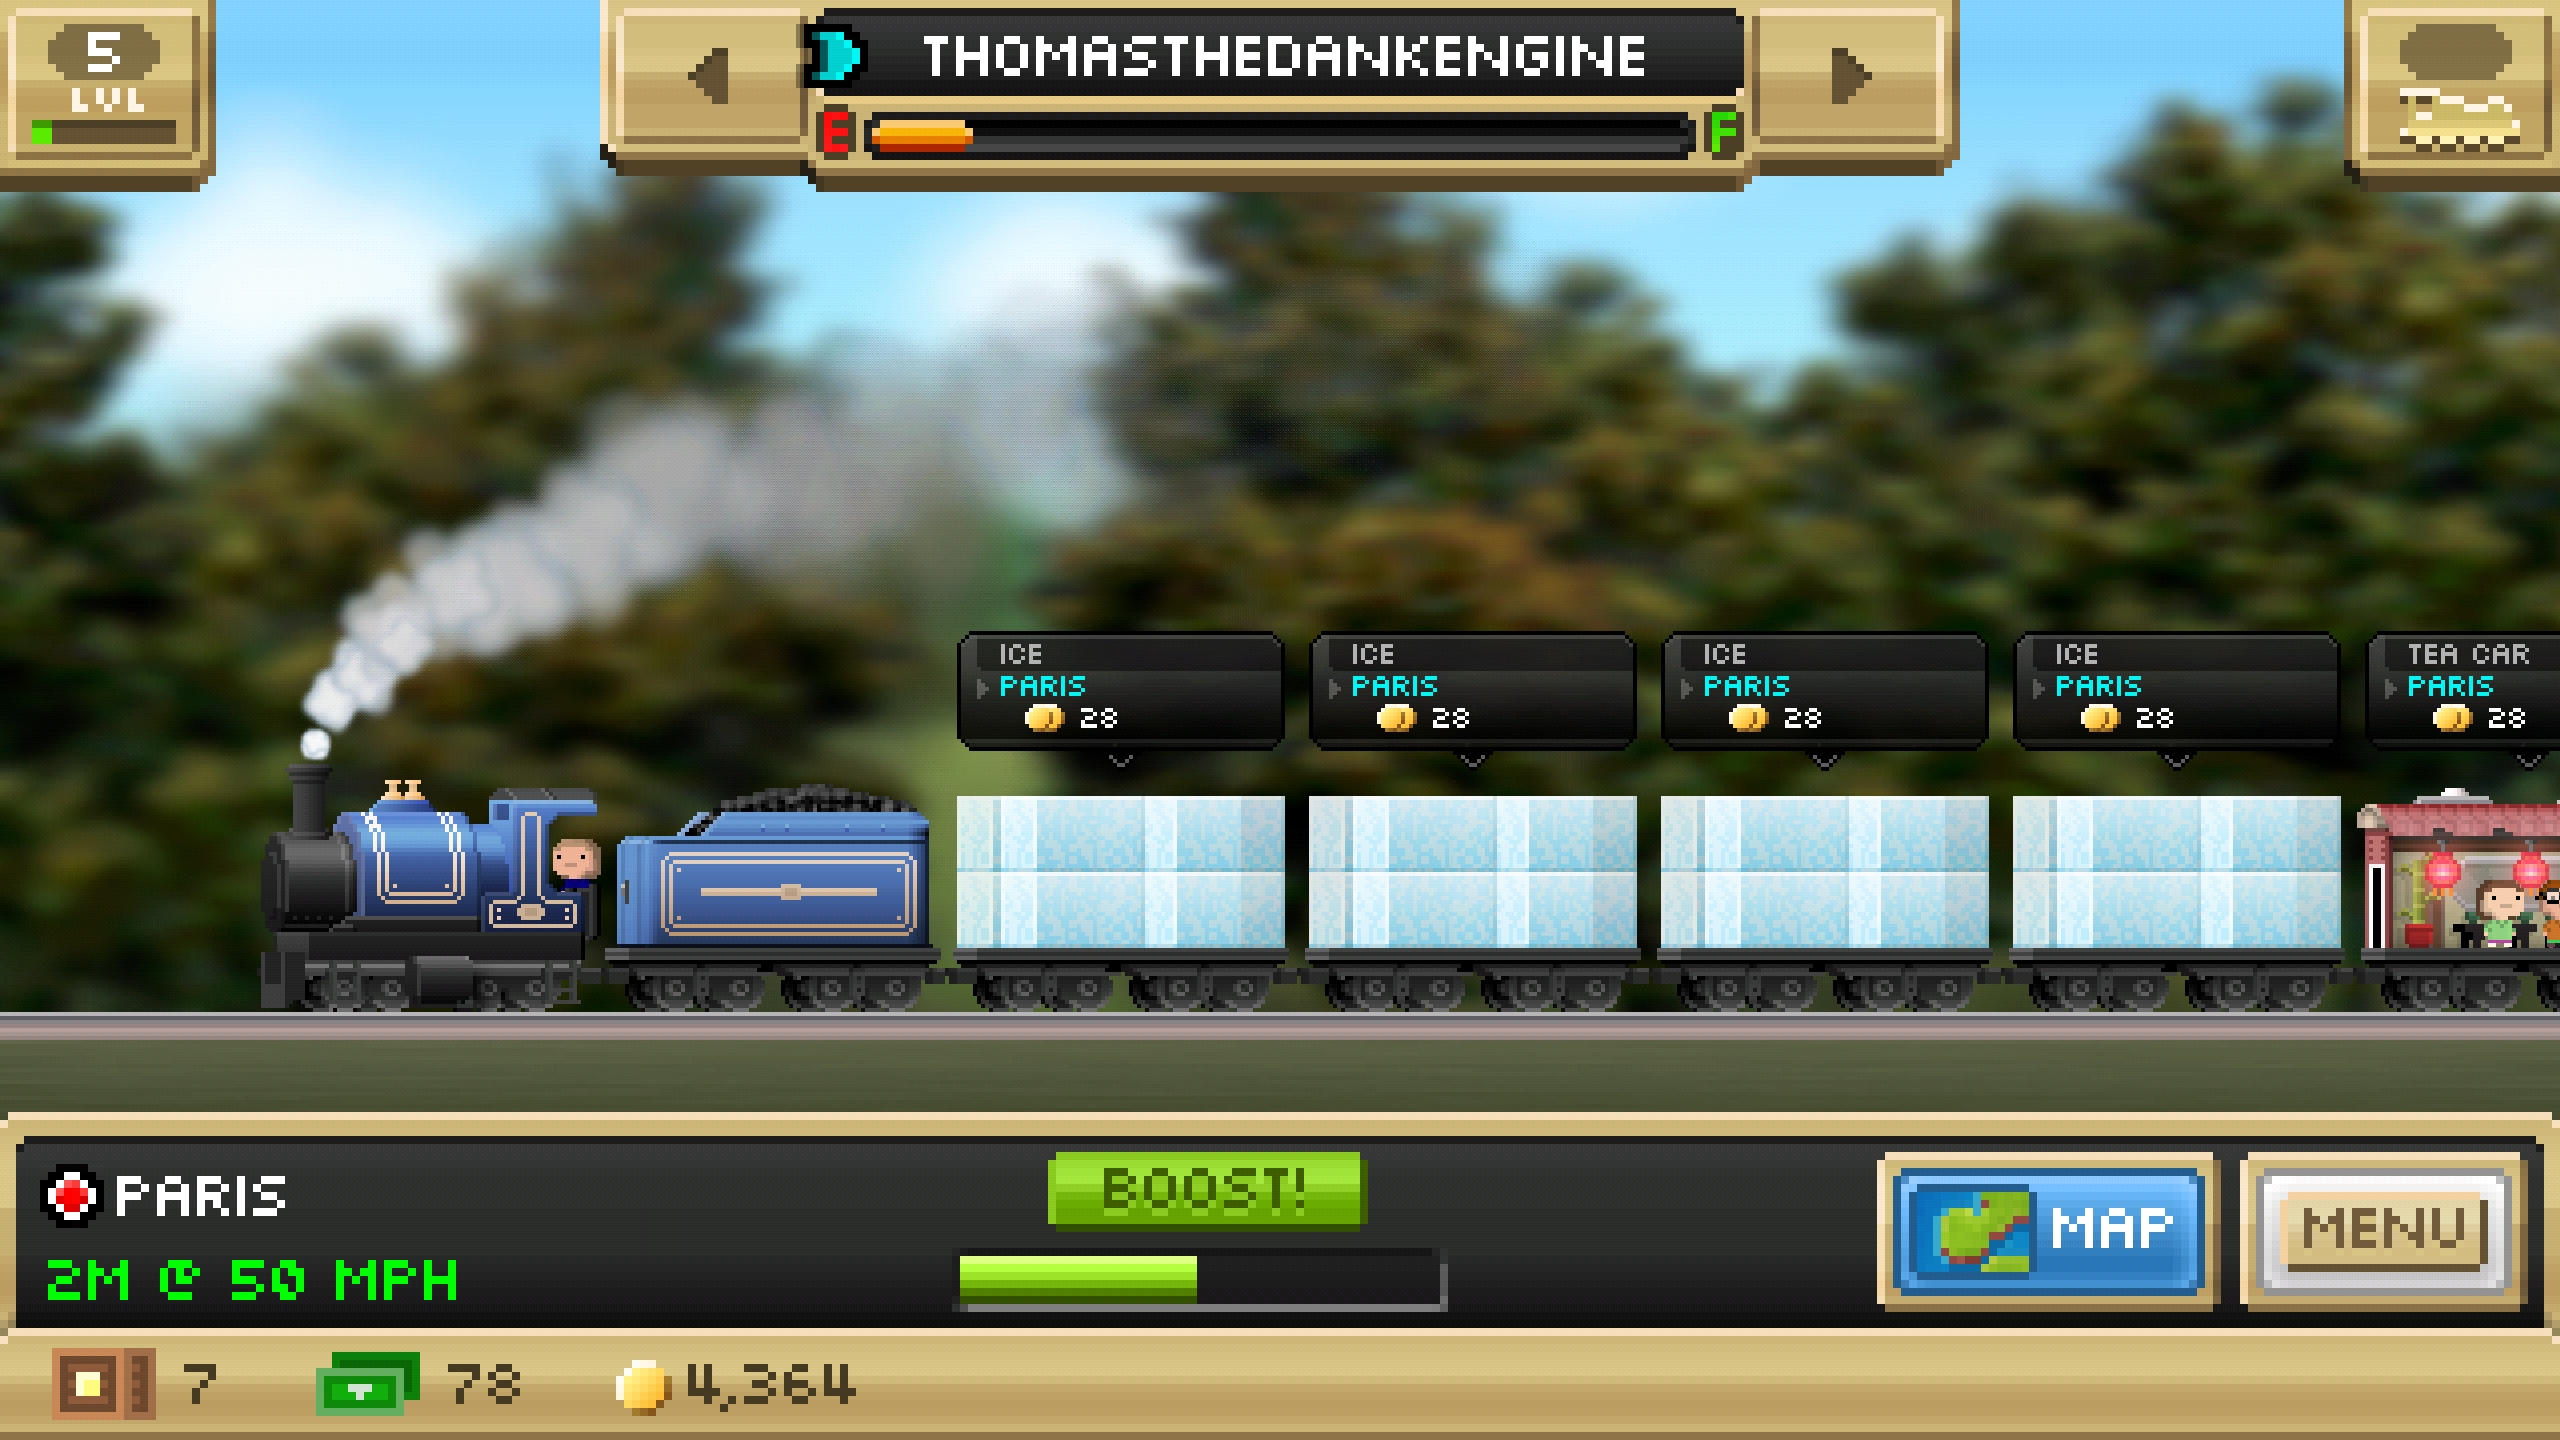 5
LVL
THOMASTHEDANKENGINE
E F
ICE
PARIS
28
ICE
PARIS
28
ICE
PARIS
28
ICE
PARIS
28
TEA CAR
PARIS
28
PARIS
2M @ 50 MPH
BOOST!
MAP
MENU
7
78
4,364